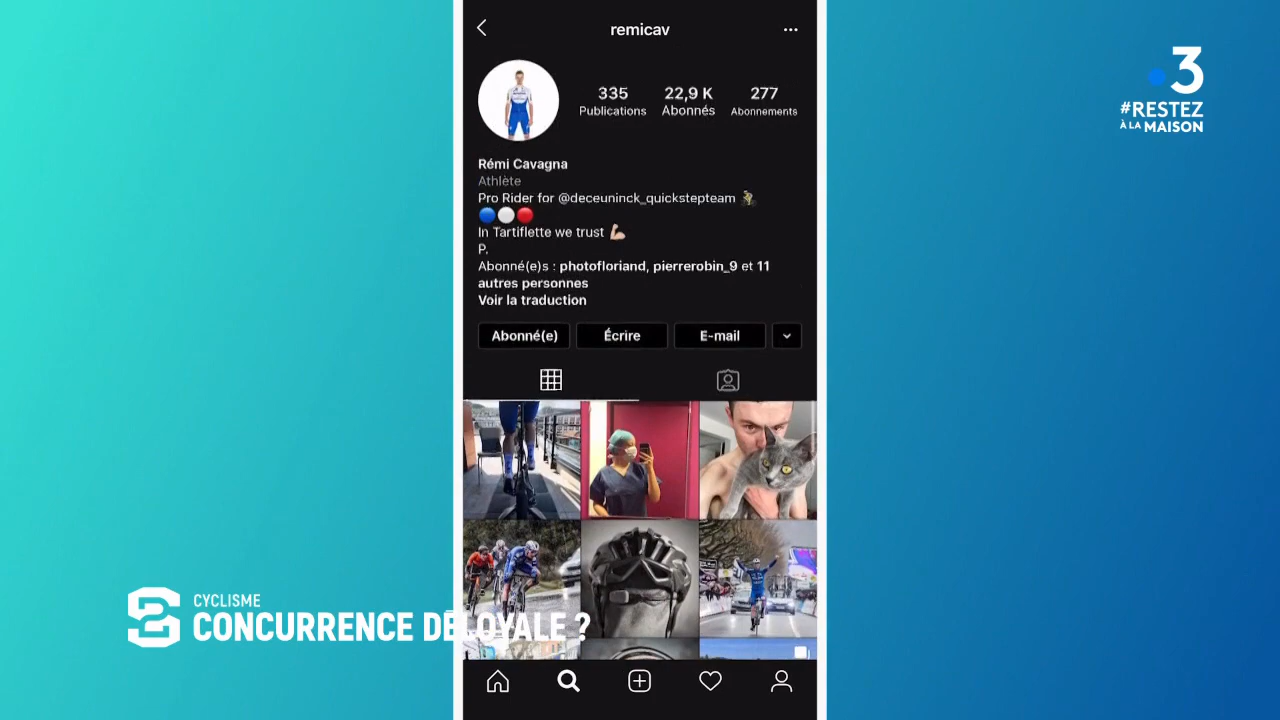 remicav
335
22,9 K
277
Publications
Abonnés
Abonnements
Rémi Cavagna
Athlète
Pro Rider for @deceuninck_quickstepteam
In Tartiflette we trust
P,
Abonné(e)s : photofloriand, pierrerobin_9 et 11
autres personnes
Voir la traduction
Abonné(e)
Écrire
E-mail
3
#RESTEZ
À LA MAISON
CYCLISME
CONCURRENCE DÉLOYALE ?